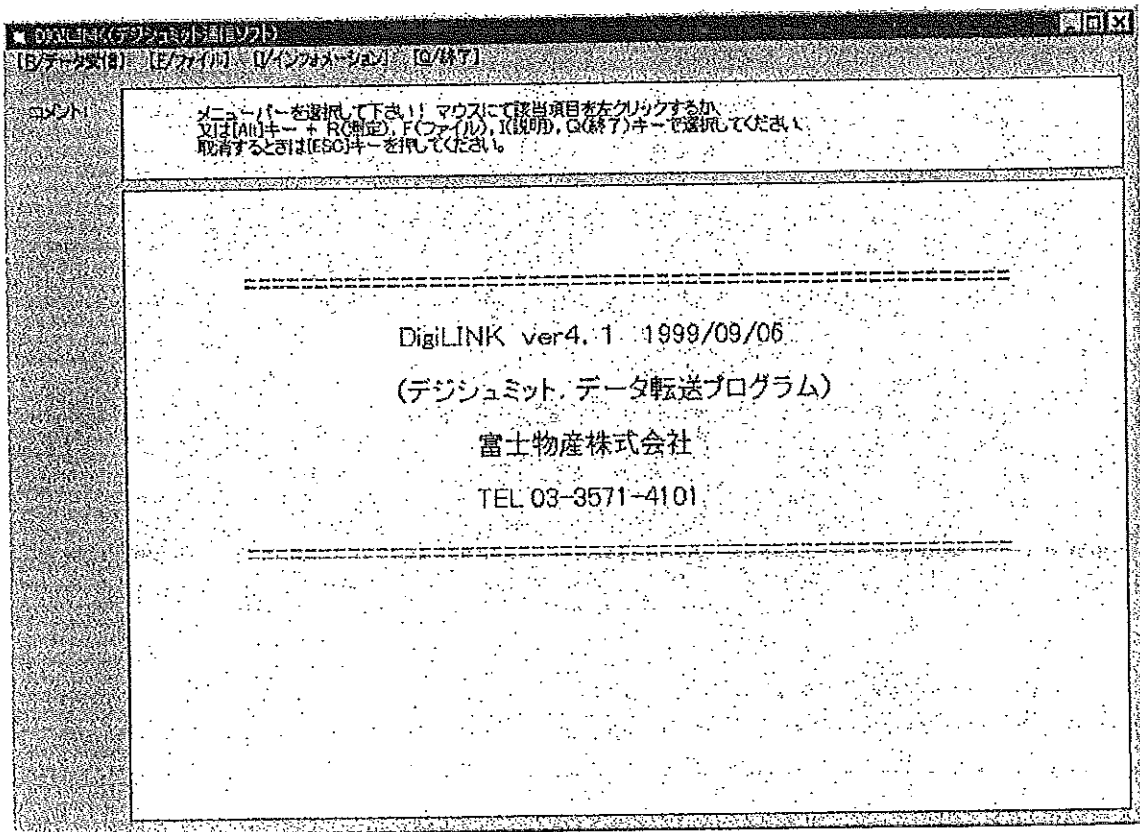 DIGILINK(デジシュミット通信ソフト)
[R/データ受信] [F/ファイル] [I/インフォメーション] [Q/終了]
コメント:
メニューバーを選択して下さい! マウスにて該当項目を左クリックするか、
又は[Alt]キー + R(測定), F(ファイル), I(説明), Q(終了)キーで選択してください。
取消するときは[ESC]キーを押してください。
==================================================
DigiLINK ver4.1 1999/09/06
(デジシュミット.データ転送プログラム)
富士物産株式会社
TEL 03-3571-4101
==================================================